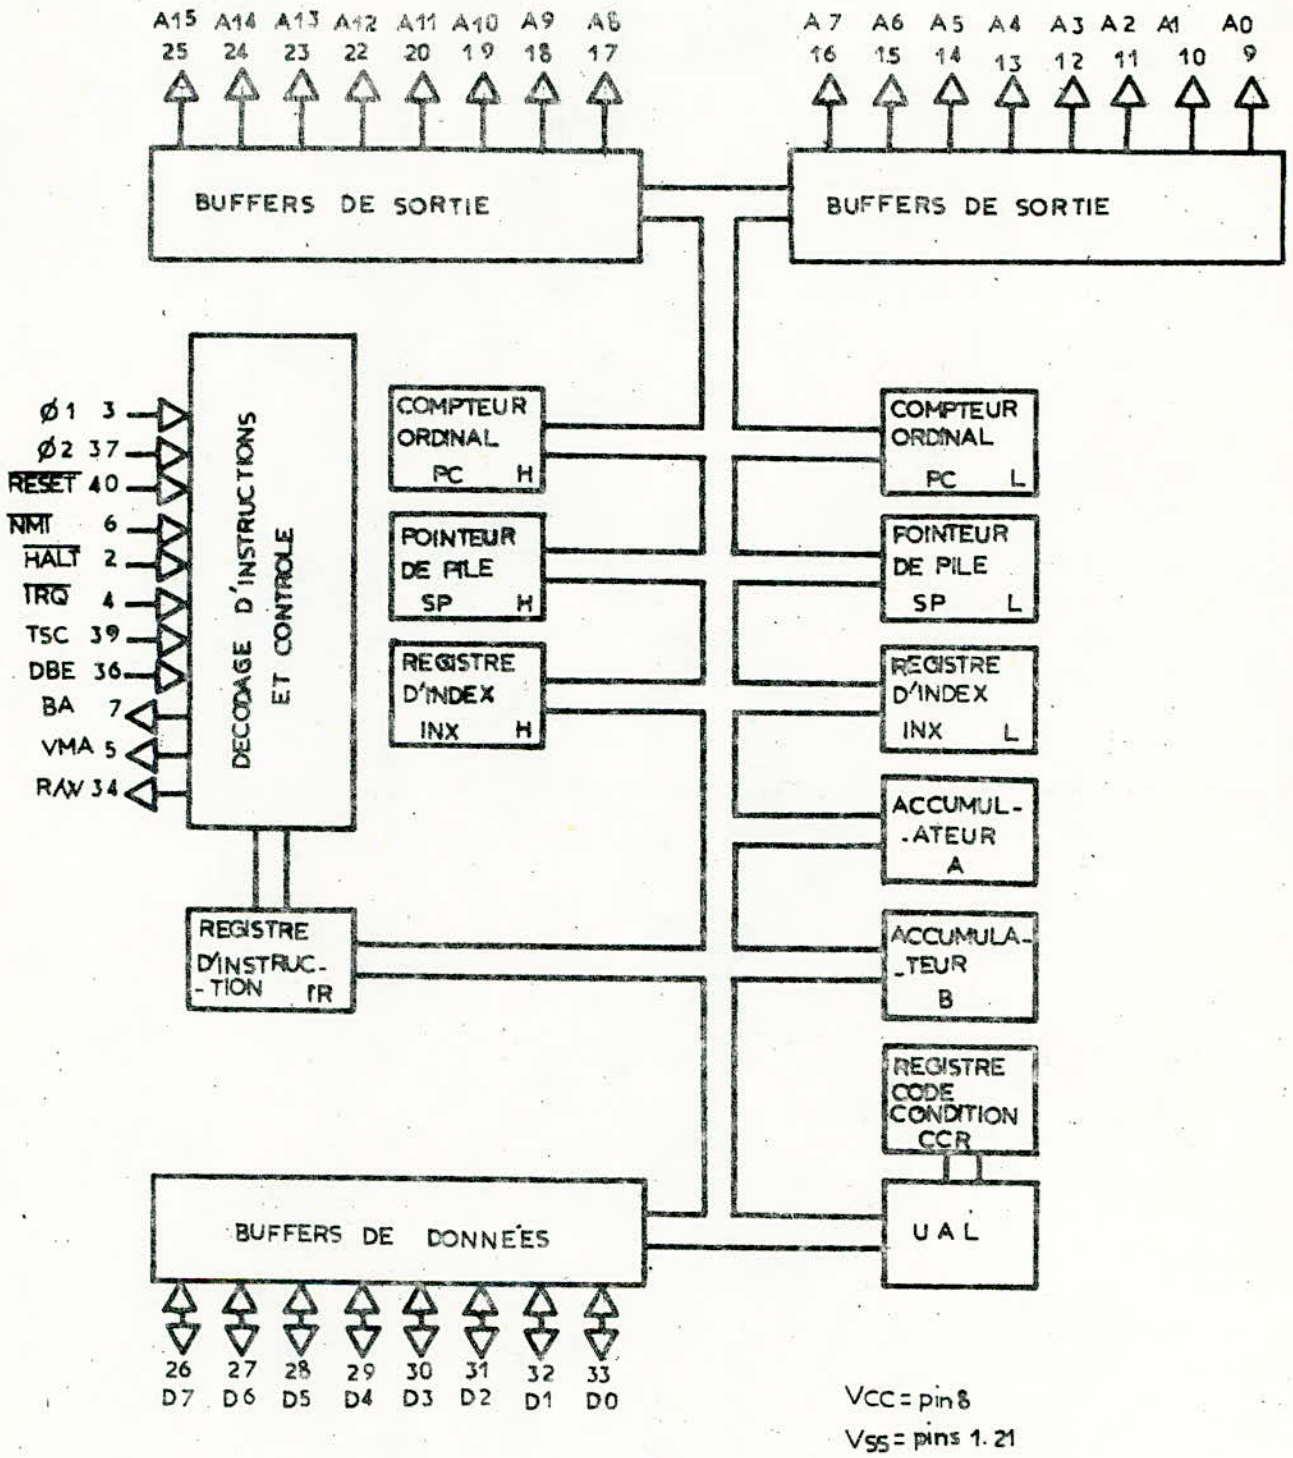 A15 A14 A13 A12 A11 A10 A9 A8
25 24 23 22 20 19 18 17
A7 A6 A5 A4 A3 A2 A1 A0
16 15 14 13 12 11 10 9
BUFFERS DE SORTIE
BUFFERS DE SORTIE
Ø1 3
Ø2 37
RESET 40
NMI 6
HALT 2
IRQ 4
TSC 39
DBE 36
BA 7
VMA 5
R/W 34
DECODAGE D'INSTRUCTIONS
ET CONTROLE
COMPTEUR
ORDINAL
PC H
COMPTEUR
ORDINAL
PC L
POINTEUR
DE PILE
SP H
POINTEUR
DE PILE
SP L
REGISTRE
D'INDEX
INX H
REGISTRE
D'INDEX
INX L
ACCUMUL-
-ATEUR
A
REGISTRE
D'INSTRUC-
-TION IR
ACCUMULA-
-TEUR
B
REGISTRE
CODE
CONDITION
CCR
BUFFERS DE DONNÉES
UAL
26 27 28 29 30 31 32 33
D7 D6 D5 D4 D3 D2 D1 D0
VCC = pin 8
VSS = pins 1.21